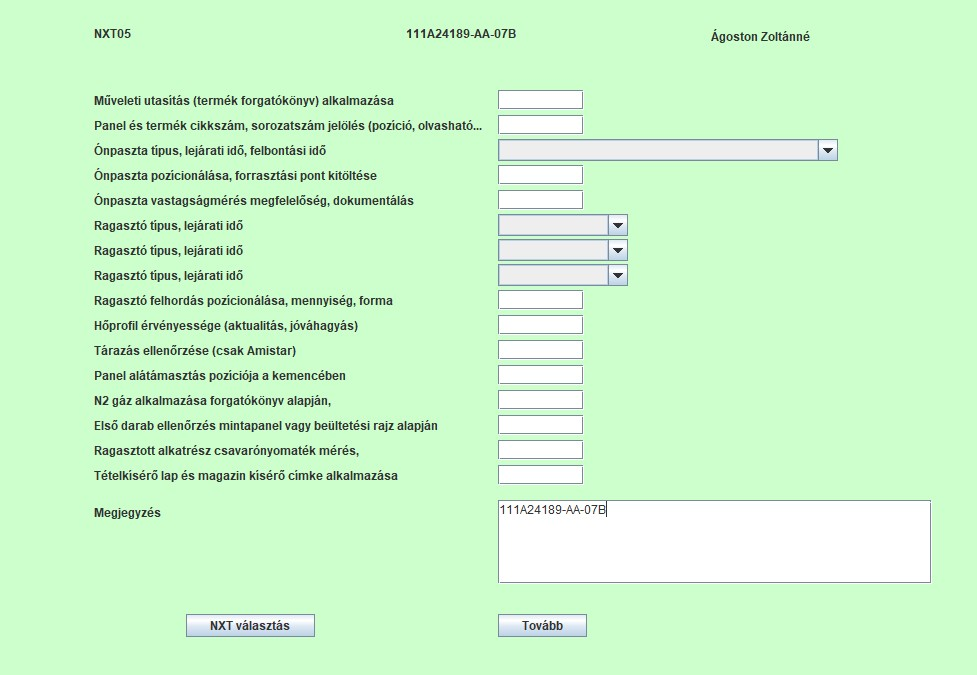 NXT05 111A24189-AA-07B Ágoston Zoltánné
Műveleti utasítás (termék forgatókönyv) alkalmazása
Panel és termék cikkszám, sorozatszám jelölés (pozíció, olvasható...
Ónpaszta típus, lejárati idő, felbontási idő
Ónpaszta pozícionálása, forrasztási pont kitöltése
Ónpaszta vastagságmérés megfelelőség, dokumentálás
Ragasztó típus, lejárati idő
Ragasztó típus, lejárati idő
Ragasztó típus, lejárati idő
Ragasztó felhordás pozícionálása, mennyiség, forma
Hőprofil érvényessége (aktualitás, jóváhagyás)
Tárazás ellenőrzése (csak Amistar)
Panel alátámasztás pozíciója a kemencében
N2 gáz alkalmazása forgatókönyv alapján,
Első darab ellenőrzés mintapanel vagy beültetési rajz alapján
Ragasztott alkatrész csavarónyomaték mérés,
Tételkísérő lap és magazin kísérő címke alkalmazása
Megjegyzés 111A24189-AA-07B
NXT választás Tovább